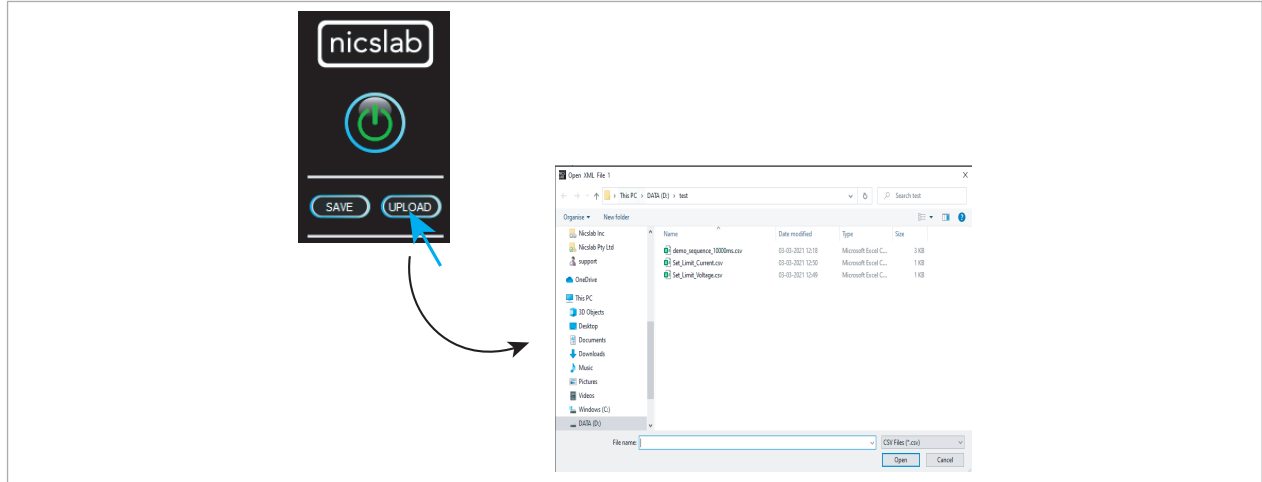 nicslab
SAVE UPLOAD
Open XML File 1 X
This PC › DATA (D:) › test Search test
Organise New folder
Name Date modified Type Size
Nicslab Inc
Nicslab Pty Ltd
support
OneDrive
This PC
3D Objects
Desktop
Documents
Downloads
Music
Pictures
Videos
Windows (C:)
DATA (D:)
demo_sequence_10000ms.csv 03-03-2021 12:18 Microsoft Excel C... 3 KB
Set_Limit_Current.csv 03-03-2021 12:50 Microsoft Excel C... 1 KB
Set_Limit_Voltage.csv 03-03-2021 12:49 Microsoft Excel C... 1 KB
File name: CSV Files (*.csv)
Open Cancel